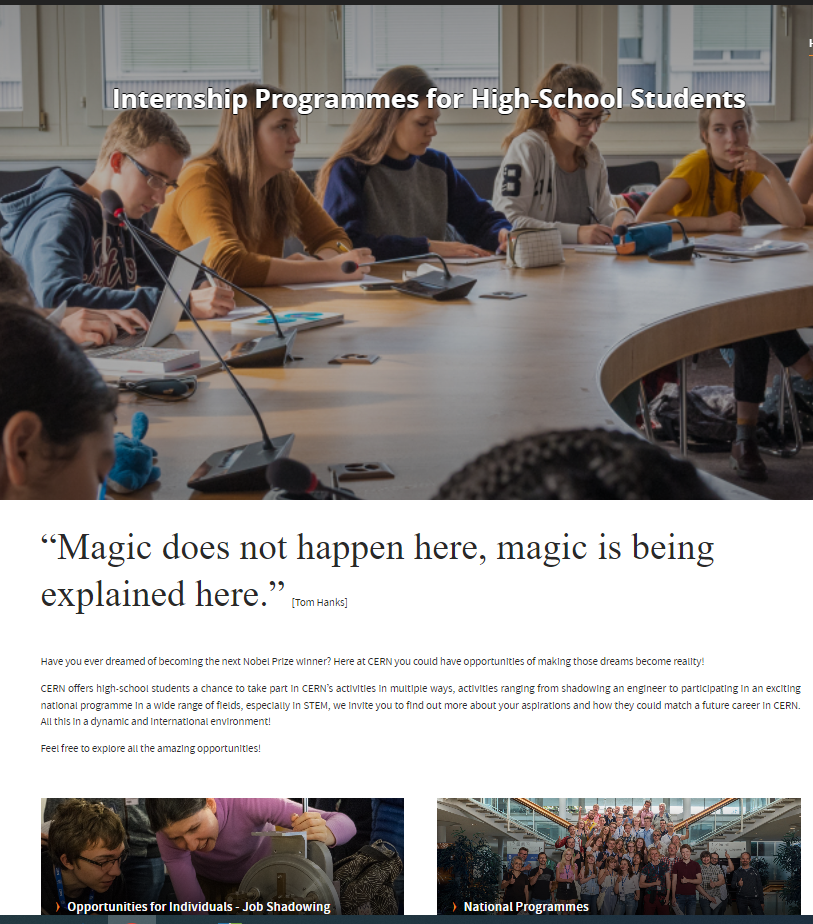 Internship Programmes for High-School Students
“Magic does not happen here, magic is being
explained here.” [Tom Hanks]
Have you ever dreamed of becoming the next Nobel Prize winner? Here at CERN you could have opportunities of making those dreams become reality!
CERN offers high-school students a chance to take part in CERN’s activities in multiple ways, activities ranging from shadowing an engineer to participating in an exciting
national programme in a wide range of fields, especially in STEM, we invite you to find out more about your aspirations and how they could match a future career in CERN.
All this in a dynamic and international environment!
Feel free to explore all the amazing opportunities!
Opportunities for Individuals - Job Shadowing
National Programmes